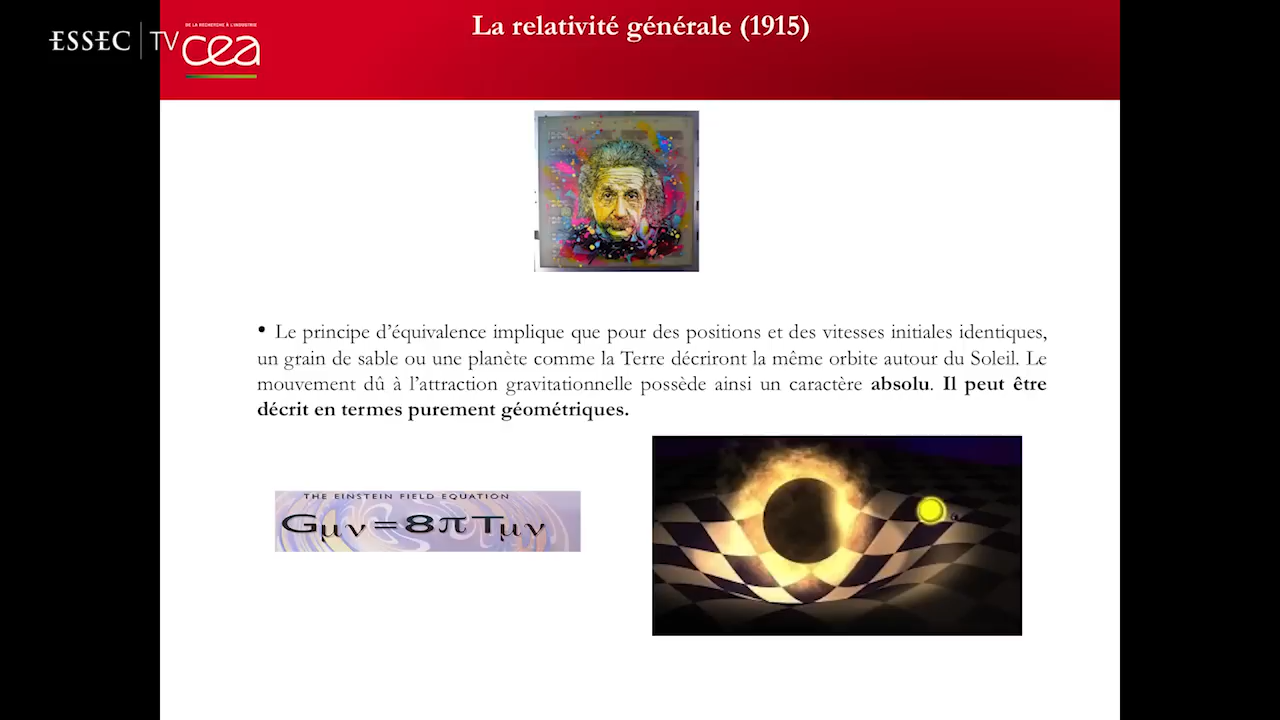 La relativité générale (1915)
DE LA RECHERCHE À L'INDUSTRIE
ESSEC TV
cea
• Le principe d'équivalence implique que pour des positions et des vitesses initiales identiques,
un grain de sable ou une planète comme la Terre décriront la même orbite autour du Soleil. Le
mouvement dû à l'attraction gravitationnelle possède ainsi un caractère absolu. Il peut être
décrit en termes purement géométriques.
THE EINSTEIN FIELD EQUATION
Gμν=8πTμν